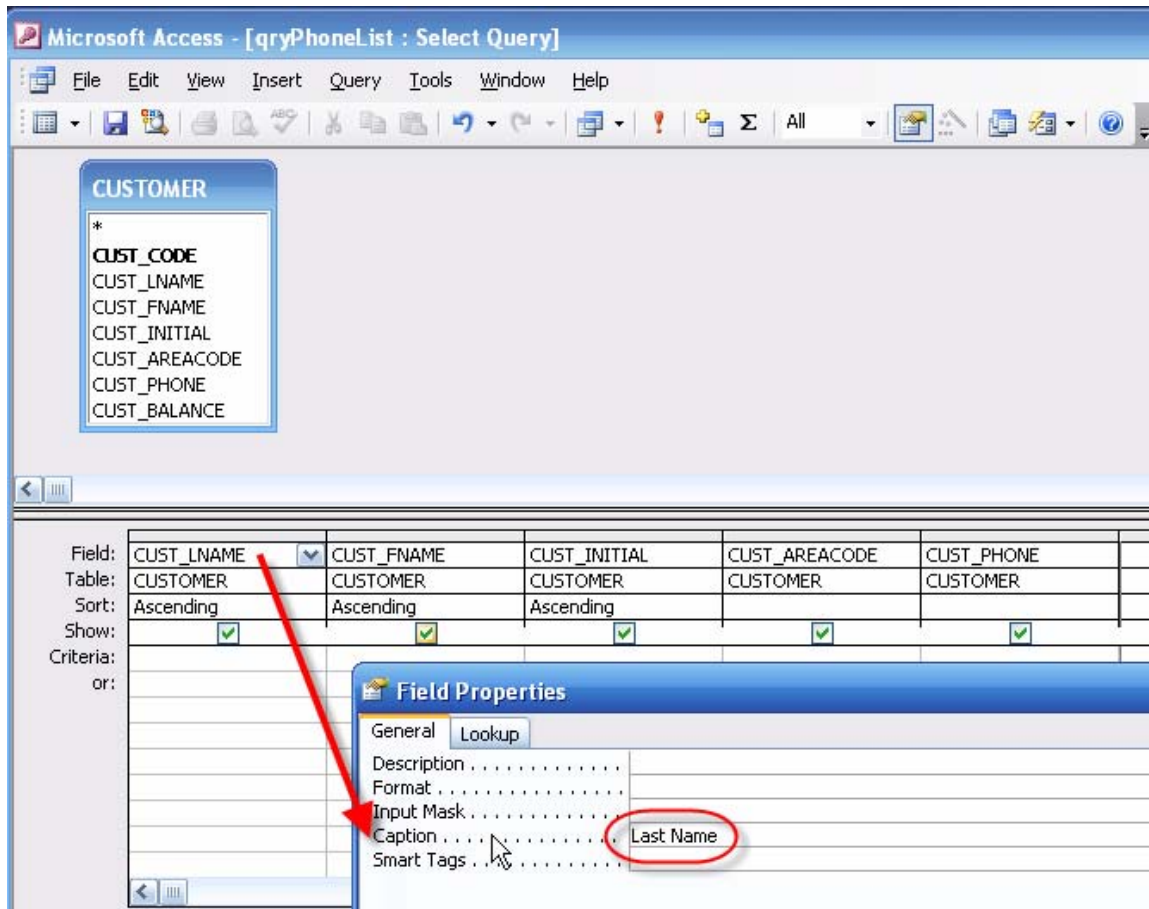 Microsoft Access - [qryPhoneList : Select Query]
File Edit View Insert Query Tools Window Help
ABC Σ All
CUSTOMER
*
CUST_CODE
CUST_LNAME
CUST_FNAME
CUST_INITIAL
CUST_AREACODE
CUST_PHONE
CUST_BALANCE
Field: CUST_LNAME CUST_FNAME CUST_INITIAL CUST_AREACODE CUST_PHONE
Table: CUSTOMER CUSTOMER CUSTOMER CUSTOMER CUSTOMER
Sort: Ascending Ascending Ascending
Show:
Criteria:
or:
Field Properties
General Lookup
Description . . . . . . . . . . . . .
Format . . . . . . . . . . . . . . . .
Input Mask . . . . . . . . . . . . .
Caption . . . . . . . . . . . . . . . . Last Name
Smart Tags . . . . . . . . . . . .